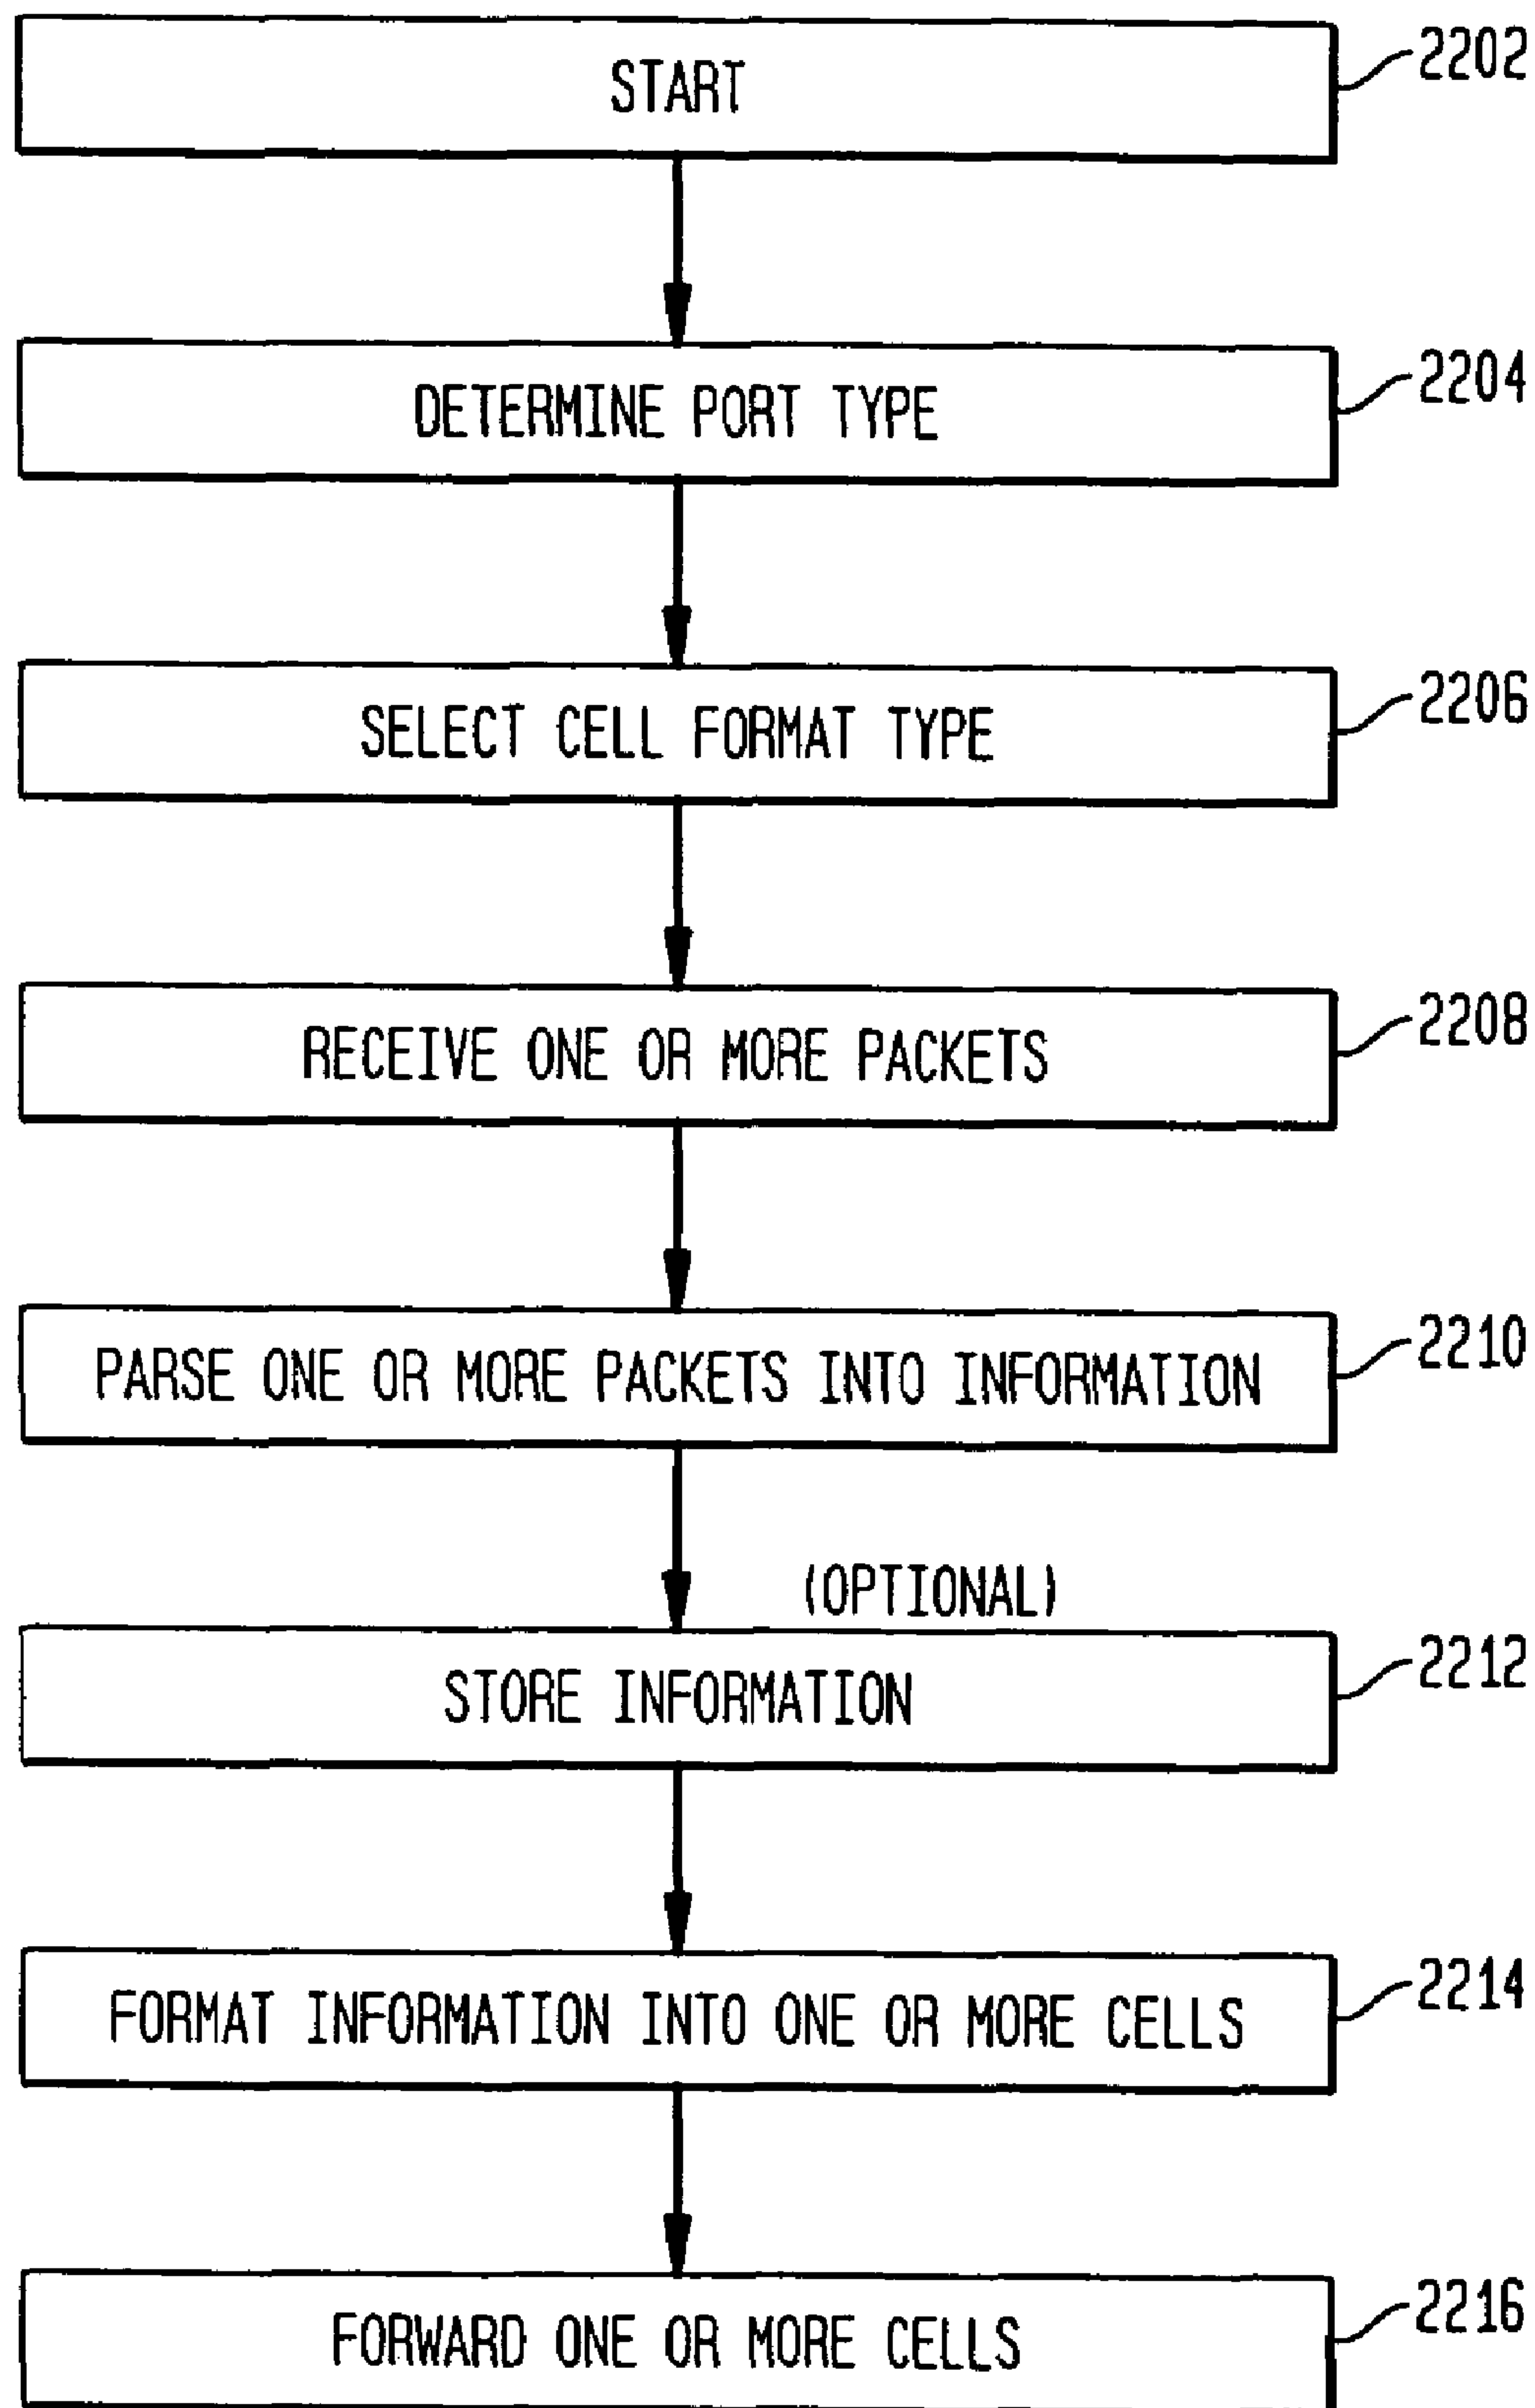 START
2202
DETERMINE PORT TYPE
2204
SELECT CELL FORMAT TYPE
2206
RECEIVE ONE OR MORE PACKETS
2208
PARSE ONE OR MORE PACKETS INTO INFORMATION
2210
(OPTIONAL)
STORE INFORMATION
2212
FORMAT INFORMATION INTO ONE OR MORE CELLS
2214
FORWARD ONE OR MORE CELLS
2216